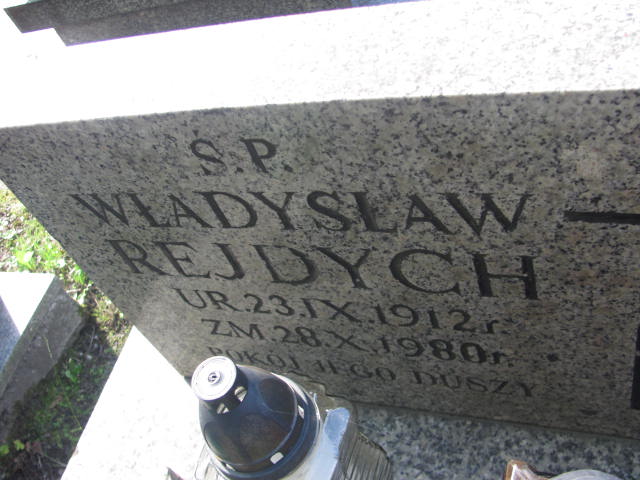 S.P.
WŁADYSŁAW
REJDYCH
UR.23.IX.1912r.
ZM.28.X.1980r.
POKÓJ JEGO DUSZY